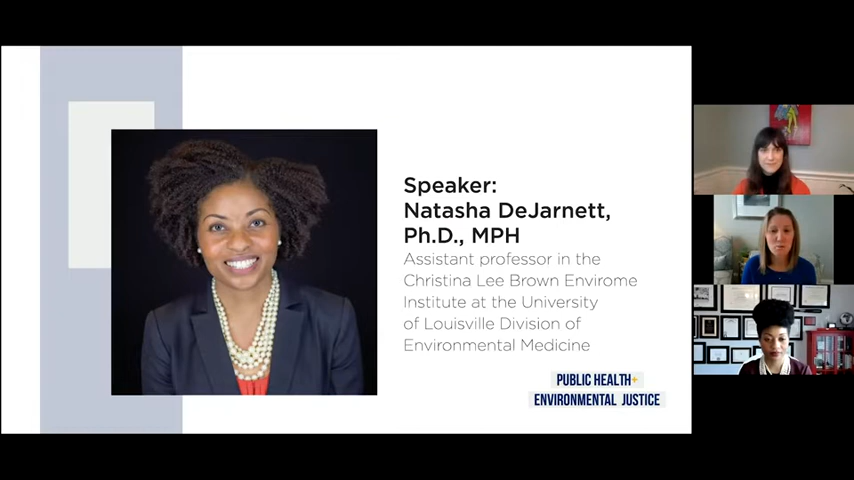 Speaker:
Natasha DeJarnett,
Ph.D., MPH
Assistant professor in the
Christina Lee Brown Envirome
Institute at the University
of Louisville Division of
Environmental Medicine
PUBLIC HEALTH+
ENVIRONMENTAL JUSTICE